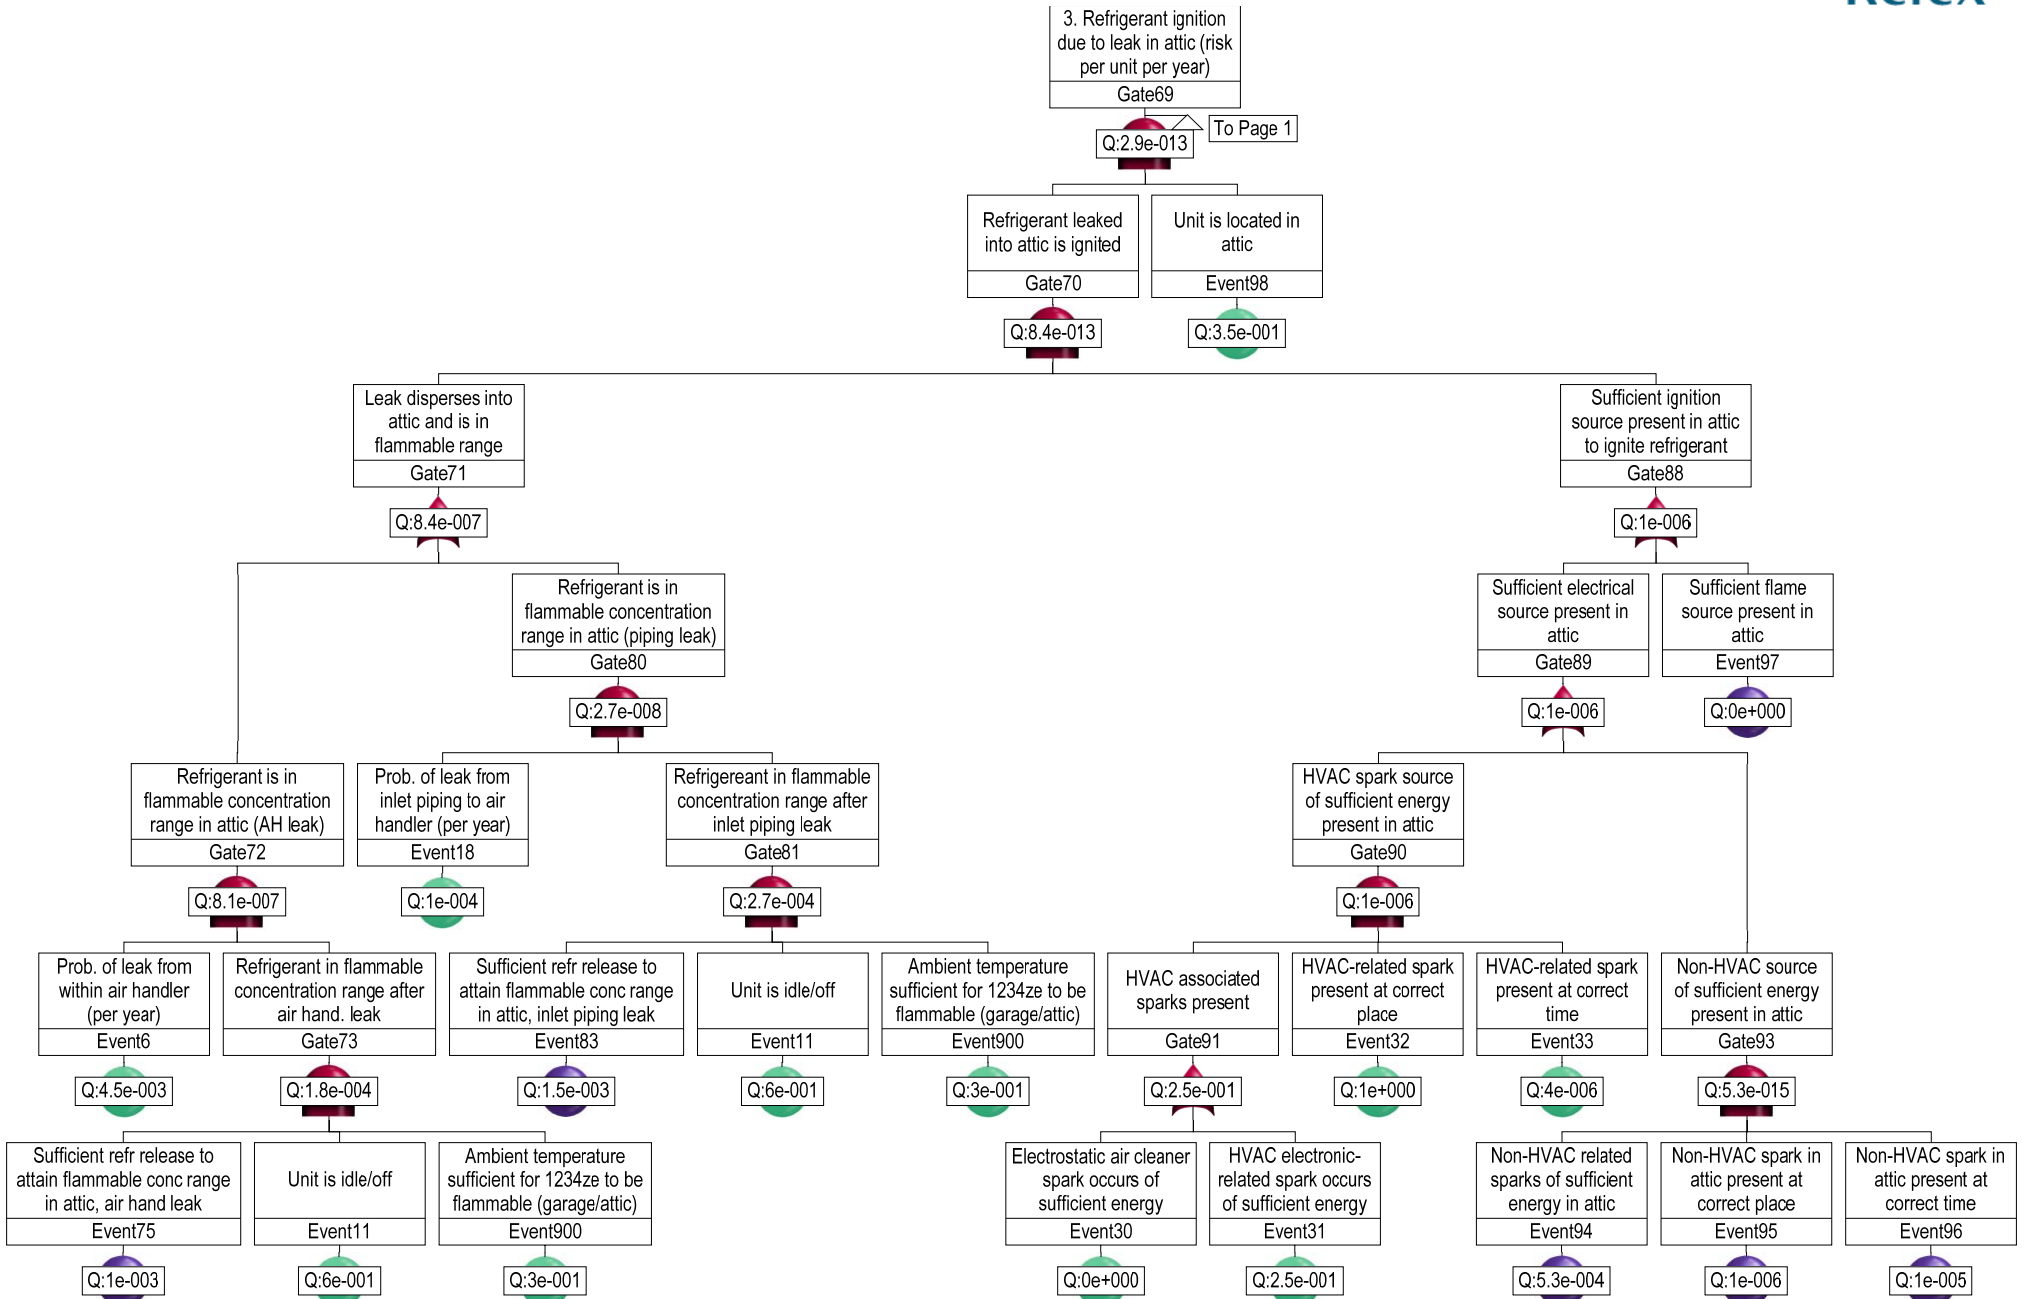 3. Refrigerant ignition
due to leak in attic (risk
per unit per year)
Gate69
To Page 1
Q:2.9e-013
Refrigerant leaked
into attic is ignited
Gate70
Q:8.4e-013
Unit is located in
attic
Event98
Q:3.5e-001
Leak disperses into
attic and is in
flammable range
Gate71
Q:8.4e-007
Sufficient ignition
source present in attic
to ignite refrigerant
Gate88
Q:1e-006
Refrigerant is in
flammable concentration
range in attic (piping leak)
Gate80
Q:2.7e-008
Sufficient electrical
source present in
attic
Gate89
Q:1e-006
Sufficient flame
source present in
attic
Event97
Q:0e+000
Refrigerant is in
flammable concentration
range in attic (AH leak)
Gate72
Q:8.1e-007
Prob. of leak from
inlet piping to air
handler (per year)
Event18
Q:1e-004
Refrigereant in flammable
concentration range after
inlet piping leak
Gate81
Q:2.7e-004
HVAC spark source
of sufficient energy
present in attic
Gate90
Q:1e-006
Prob. of leak from
within air handler
(per year)
Event6
Q:4.5e-003
Refrigerant in flammable
concentration range after
air hand. leak
Gate73
Q:1.8e-004
Sufficient refr release to
attain flammable conc range
in attic, inlet piping leak
Event83
Q:1.5e-003
Unit is idle/off
Event11
Q:6e-001
Ambient temperature
sufficient for 1234ze to be
flammable (garage/attic)
Event900
Q:3e-001
HVAC associated
sparks present
Gate91
Q:2.5e-001
HVAC-related spark
present at correct
place
Event32
Q:1e+000
HVAC-related spark
present at correct
time
Event33
Q:4e-006
Non-HVAC source
of sufficient energy
present in attic
Gate93
Q:5.3e-015
Sufficient refr release to
attain flammable conc range
in attic, air hand leak
Event75
Q:1e-003
Unit is idle/off
Event11
Q:6e-001
Ambient temperature
sufficient for 1234ze to be
flammable (garage/attic)
Event900
Q:3e-001
Electrostatic air cleaner
spark occurs of
sufficient energy
Event30
Q:0e+000
HVAC electronic-
related spark occurs
of sufficient energy
Event31
Q:2.5e-001
Non-HVAC related
sparks of sufficient
energy in attic
Event94
Q:5.3e-004
Non-HVAC spark in
attic present at
correct place
Event95
Q:1e-006
Non-HVAC spark in
attic present at
correct time
Event96
Q:1e-005